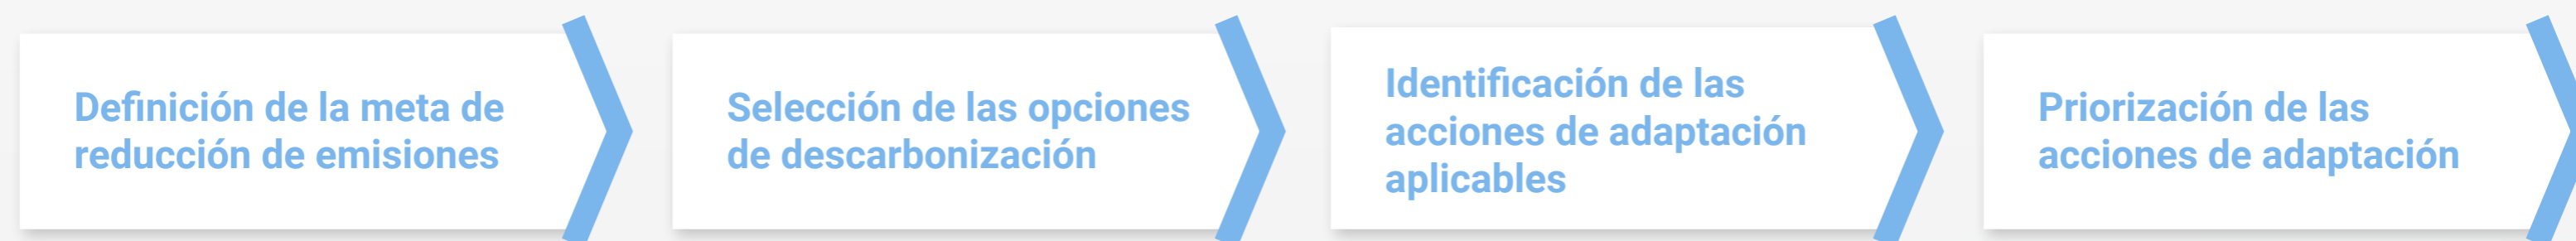 Definición de la meta de
reducción de emisiones
Selección de las opciones
de descarbonización
Identificación de las
acciones de adaptación
aplicables
Priorización de las
acciones de adaptación